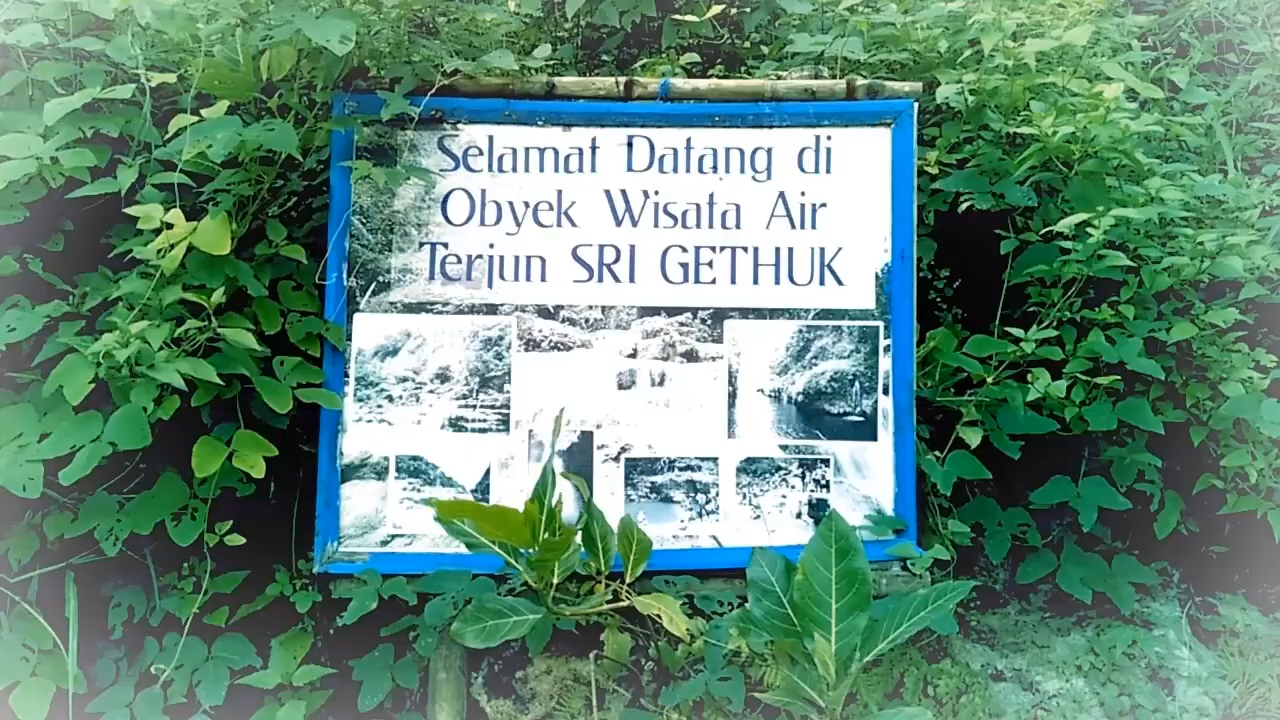 Selamat Datang di
Obyek Wisata Air
Terjun SRI GETHUK